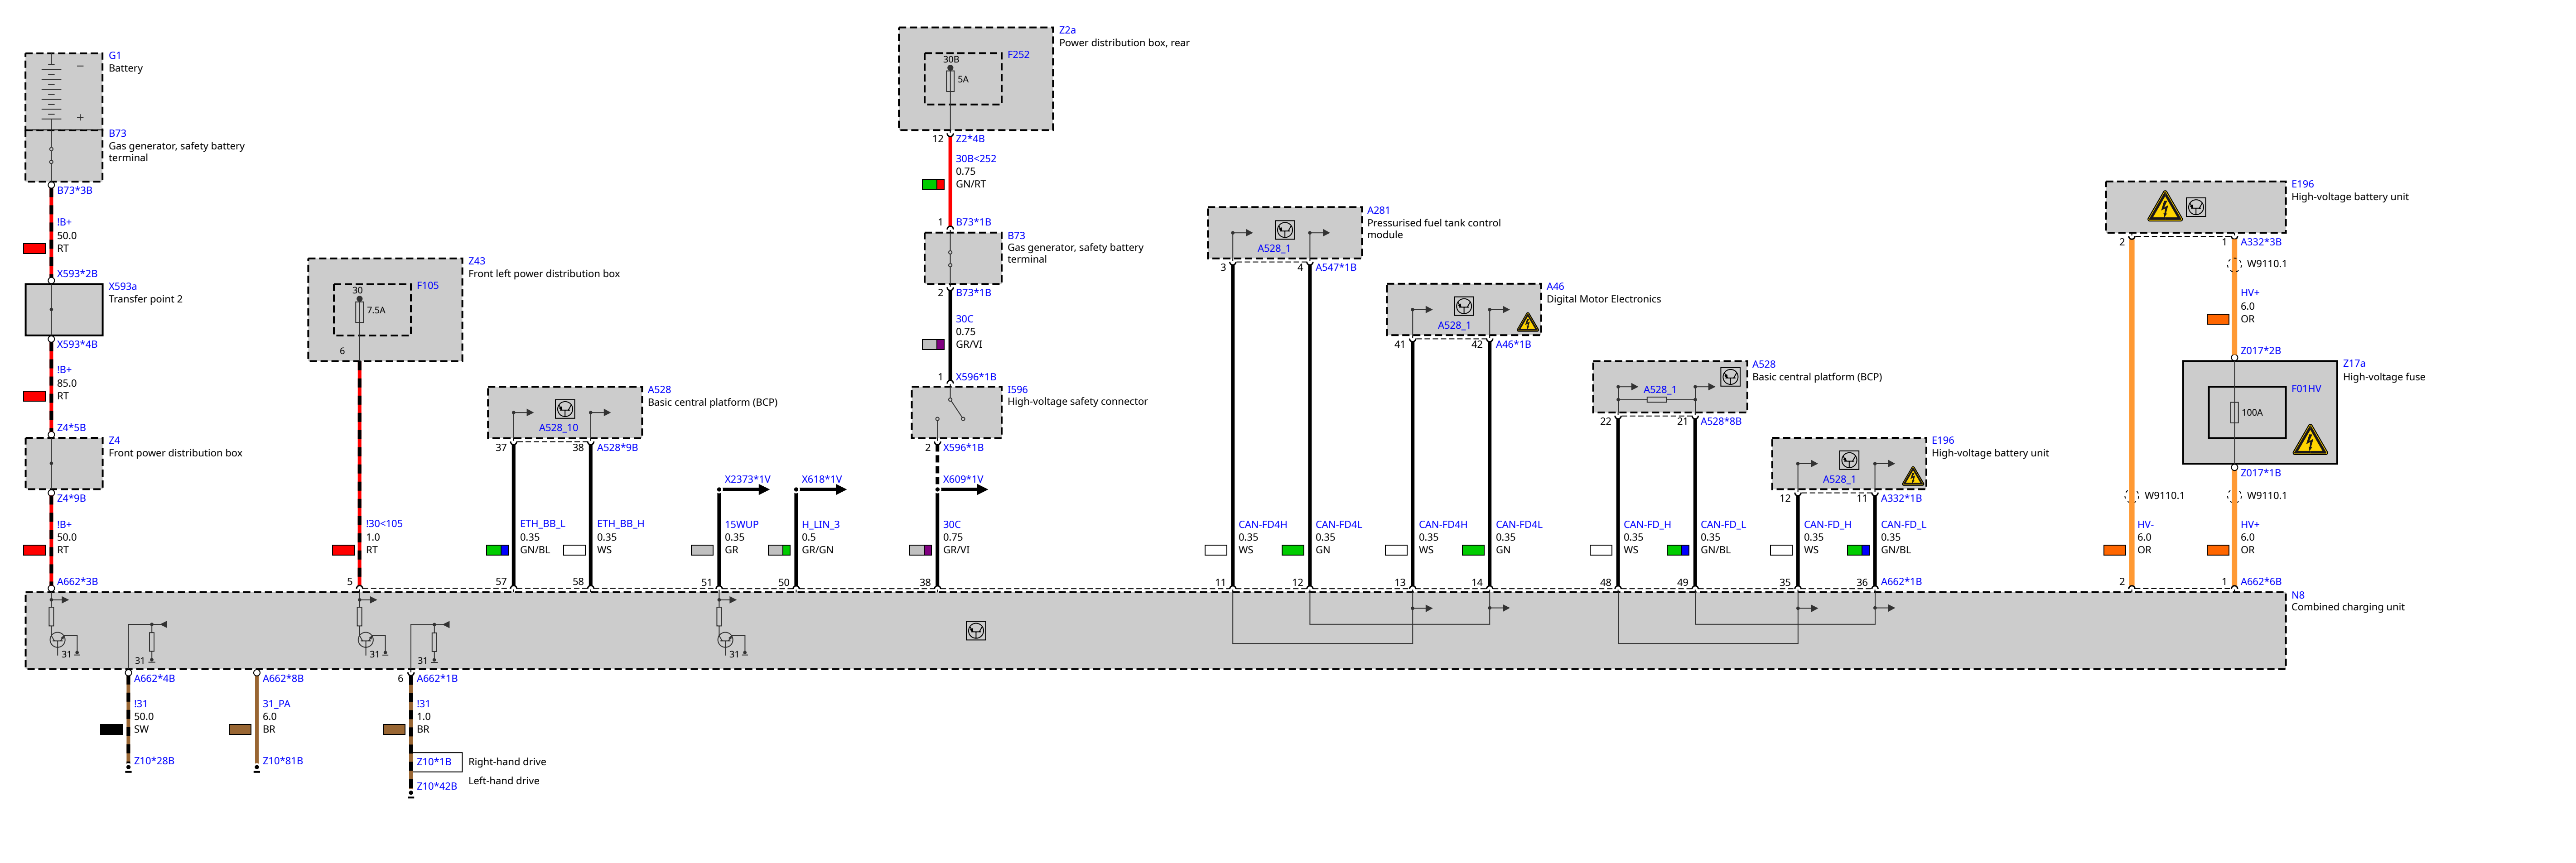 G1
Battery
−
+
B73
Gas generator, safety battery
terminal
B73*3B
!B+
50.0
RT
X593*2B
X593a
Transfer point 2
X593*4B
!B+
85.0
RT
Z4*5B
Z4
Front power distribution box
Z4*9B
!B+
50.0
RT
A662*3B
Z43
Front left power distribution box
F105
30
7.5A
6
!30<105
1.0
RT
5
A528
Basic central platform (BCP)
A528_10
37
38
A528*9B
ETH_BB_L
0.35
GN/BL
57
ETH_BB_H
0.35
WS
58
X2373*1V
15WUP
0.35
GR
51
X618*1V
H_LIN_3
0.5
GR/GN
50
Z2a
Power distribution box, rear
F252
30B
5A
12
Z2*4B
30B<252
0.75
GN/RT
1
B73*1B
B73
Gas generator, safety battery
terminal
2
B73*1B
30C
0.75
GR/VI
1
X596*1B
I596
High-voltage safety connector
2
X596*1B
X609*1V
30C
0.75
GR/VI
38
A281
Pressurised fuel tank control
module
A528_1
3
4
A547*1B
CAN-FD4H
0.35
WS
11
CAN-FD4L
0.35
GN
12
A46
Digital Motor Electronics
A528_1
41
42
A46*1B
CAN-FD4H
0.35
WS
13
CAN-FD4L
0.35
GN
14
A528
Basic central platform (BCP)
A528_1
22
21
A528*8B
CAN-FD_H
0.35
WS
48
CAN-FD_L
0.35
GN/BL
49
E196
High-voltage battery unit
A528_1
12
11
A332*1B
CAN-FD_H
0.35
WS
35
CAN-FD_L
0.35
GN/BL
36
A662*1B
E196
High-voltage battery unit
2
1
A332*3B
W9110.1
HV+
6.0
OR
Z017*2B
Z17a
High-voltage fuse
F01HV
100A
Z017*1B
W9110.1
W9110.1
HV-
6.0
OR
2
HV+
6.0
OR
1
A662*6B
N8
Combined charging unit
31
31
31
31
31
A662*4B
!31
50.0
SW
Z10*28B
A662*8B
31_PA
6.0
BR
Z10*81B
6
A662*1B
!31
1.0
BR
Z10*1B
Right-hand drive
Left-hand drive
Z10*42B